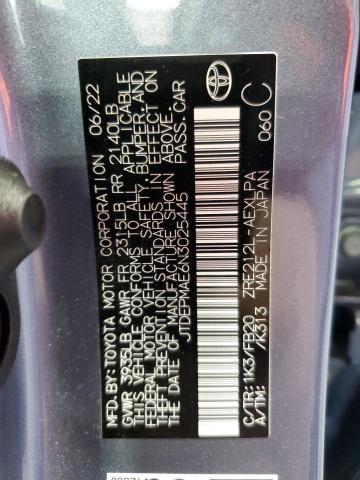 MFD.BY:TOYOTA MOTOR CORPORATION 06/22
GVWR 3935LB GAWR FR 2315LB RR 2140LB
THIS VEHICLE CONFORMS TO ALL APPLICABLE
FEDERAL MOTOR VEHICLE SAFETY, BUMPER, AND
THEFT PREVENTION STANDARDS IN EFFECT ON
THE DATE OF MANUFACTURE SHOWN ABOVE.
JTDEPMAE6N3025445 PASS.CAR
C/TR: 1K3/FB20 ZRE212L-AEXLPA
A/TM: /K313 MADE IN JAPAN 060 C
TOYOTA